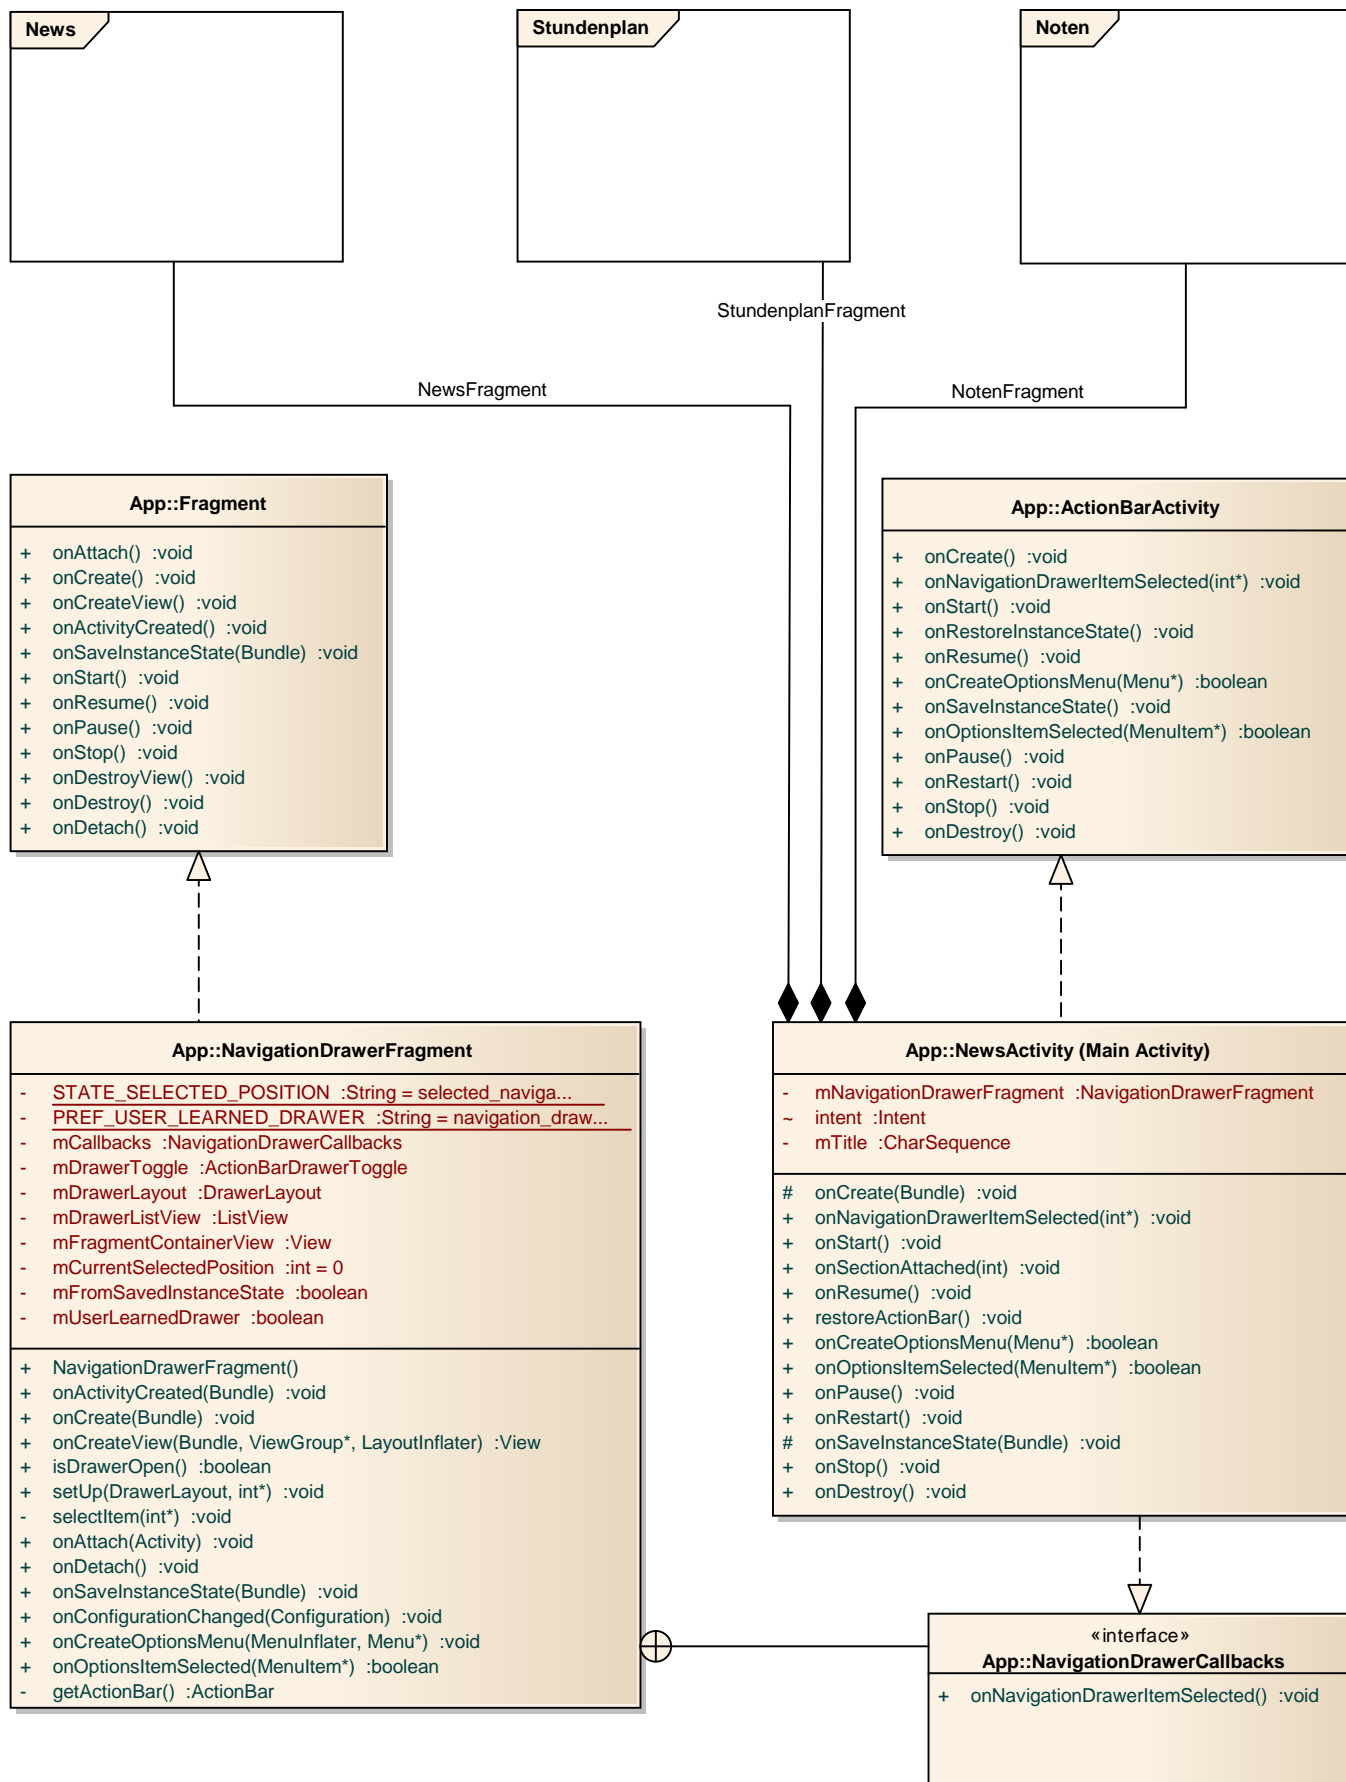 News
Stundenplan
Noten
StundenplanFragment
NewsFragment
NotenFragment
App::Fragment
+ onAttach() :void
+ onCreate() :void
+ onCreateView() :void
+ onActivityCreated() :void
+ onSaveInstanceState(Bundle) :void
+ onStart() :void
+ onResume() :void
+ onPause() :void
+ onStop() :void
+ onDestroyView() :void
+ onDestroy() :void
+ onDetach() :void
App::ActionBarActivity
+ onCreate() :void
+ onNavigationDrawerItemSelected(int*) :void
+ onStart() :void
+ onRestoreInstanceState() :void
+ onResume() :void
+ onCreateOptionsMenu(Menu*) :boolean
+ onSaveInstanceState() :void
+ onOptionsItemSelected(MenuItem*) :boolean
+ onPause() :void
+ onRestart() :void
+ onStop() :void
+ onDestroy() :void
App::NavigationDrawerFragment
- STATE_SELECTED_POSITION :String = selected_naviga...
- PREF_USER_LEARNED_DRAWER :String = navigation_draw...
- mCallbacks :NavigationDrawerCallbacks
- mDrawerToggle :ActionBarDrawerToggle
- mDrawerLayout :DrawerLayout
- mDrawerListView :ListView
- mFragmentContainerView :View
- mCurrentSelectedPosition :int = 0
- mFromSavedInstanceState :boolean
- mUserLearnedDrawer :boolean
+ NavigationDrawerFragment()
+ onActivityCreated(Bundle) :void
+ onCreate(Bundle) :void
+ onCreateView(Bundle, ViewGroup*, LayoutInflater) :View
+ isDrawerOpen() :boolean
+ setUp(DrawerLayout, int*) :void
- selectItem(int*) :void
+ onAttach(Activity) :void
+ onDetach() :void
+ onSaveInstanceState(Bundle) :void
+ onConfigurationChanged(Configuration) :void
+ onCreateOptionsMenu(MenuInflater, Menu*) :void
+ onOptionsItemSelected(MenuItem*) :boolean
- getActionBar() :ActionBar
App::NewsActivity (Main Activity)
- mNavigationDrawerFragment :NavigationDrawerFragment
~ intent :Intent
- mTitle :CharSequence
# onCreate(Bundle) :void
+ onNavigationDrawerItemSelected(int*) :void
+ onStart() :void
+ onSectionAttached(int) :void
+ onResume() :void
+ restoreActionBar() :void
+ onCreateOptionsMenu(Menu*) :boolean
+ onOptionsItemSelected(MenuItem*) :boolean
+ onPause() :void
+ onRestart() :void
# onSaveInstanceState(Bundle) :void
+ onStop() :void
+ onDestroy() :void
«interface»
App::NavigationDrawerCallbacks
+ onNavigationDrawerItemSelected() :void